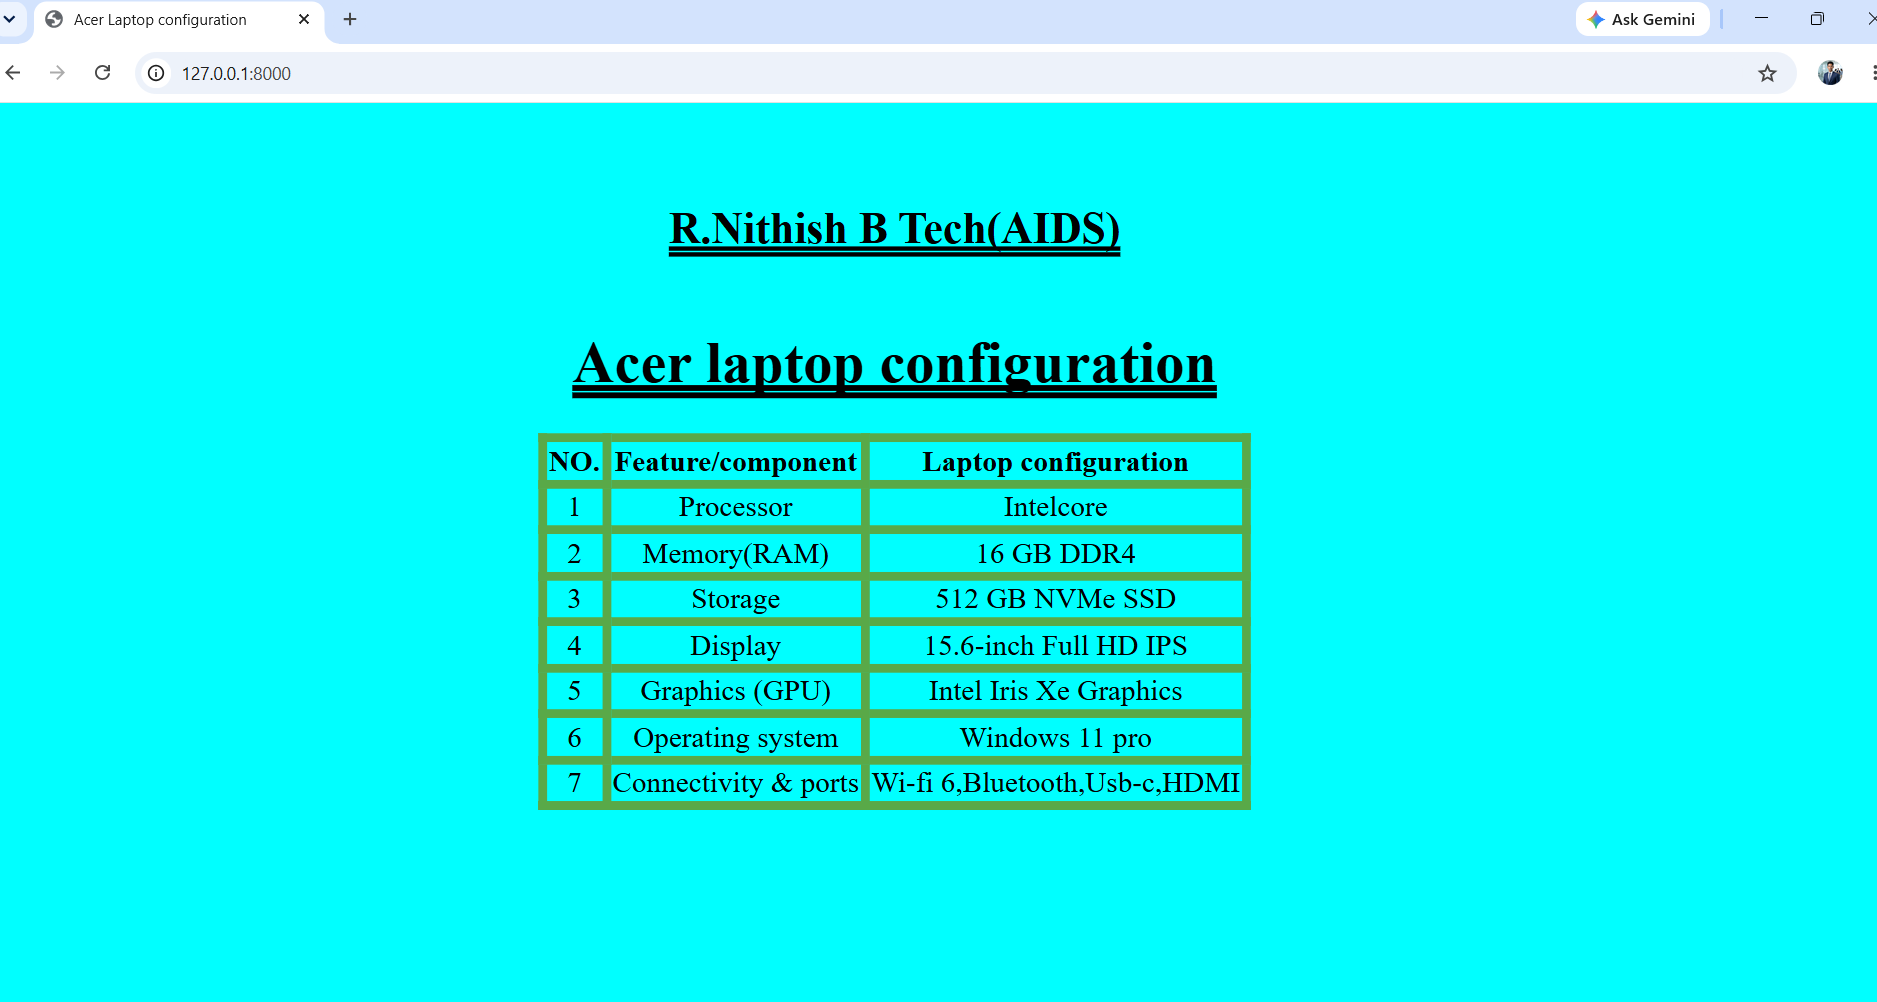 Acer Laptop configuration
Ask Gemini
127.0.0.1:8000
R.Nithish B Tech(AIDS)
Acer laptop configuration
NO. Feature/component Laptop configuration
1 Processor Intelcore
2 Memory(RAM) 16 GB DDR4
3 Storage 512 GB NVMe SSD
4 Display 15.6-inch Full HD IPS
5 Graphics (GPU) Intel Iris Xe Graphics
6 Operating system Windows 11 pro
7 Connectivity & ports Wi-fi 6,Bluetooth,Usb-c,HDMI